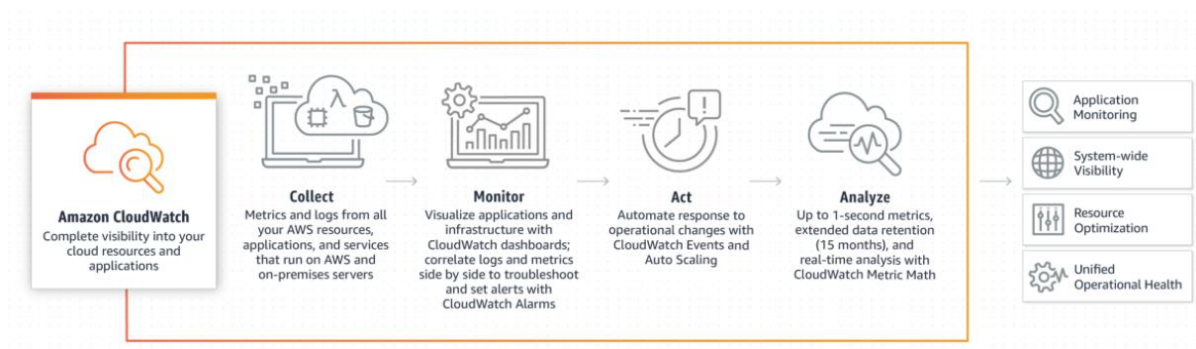 Amazon CloudWatch
Complete visibility into your
cloud resources and
applications
λ
Collect
Metrics and logs from all
your AWS resources,
applications, and services
that run on AWS and
on-premises servers
Monitor
Visualize applications and
infrastructure with
CloudWatch dashboards;
correlate logs and metrics
side by side to troubleshoot
and set alerts with
CloudWatch Alarms
!
Act
Automate response to
operational changes with
CloudWatch Events and
Auto Scaling
Analyze
Up to 1-second metrics,
extended data retention
(15 months), and
real-time analysis with
CloudWatch Metric Math
Application
Monitoring
System-wide
Visibility
Resource
Optimization
Unified
Operational Health